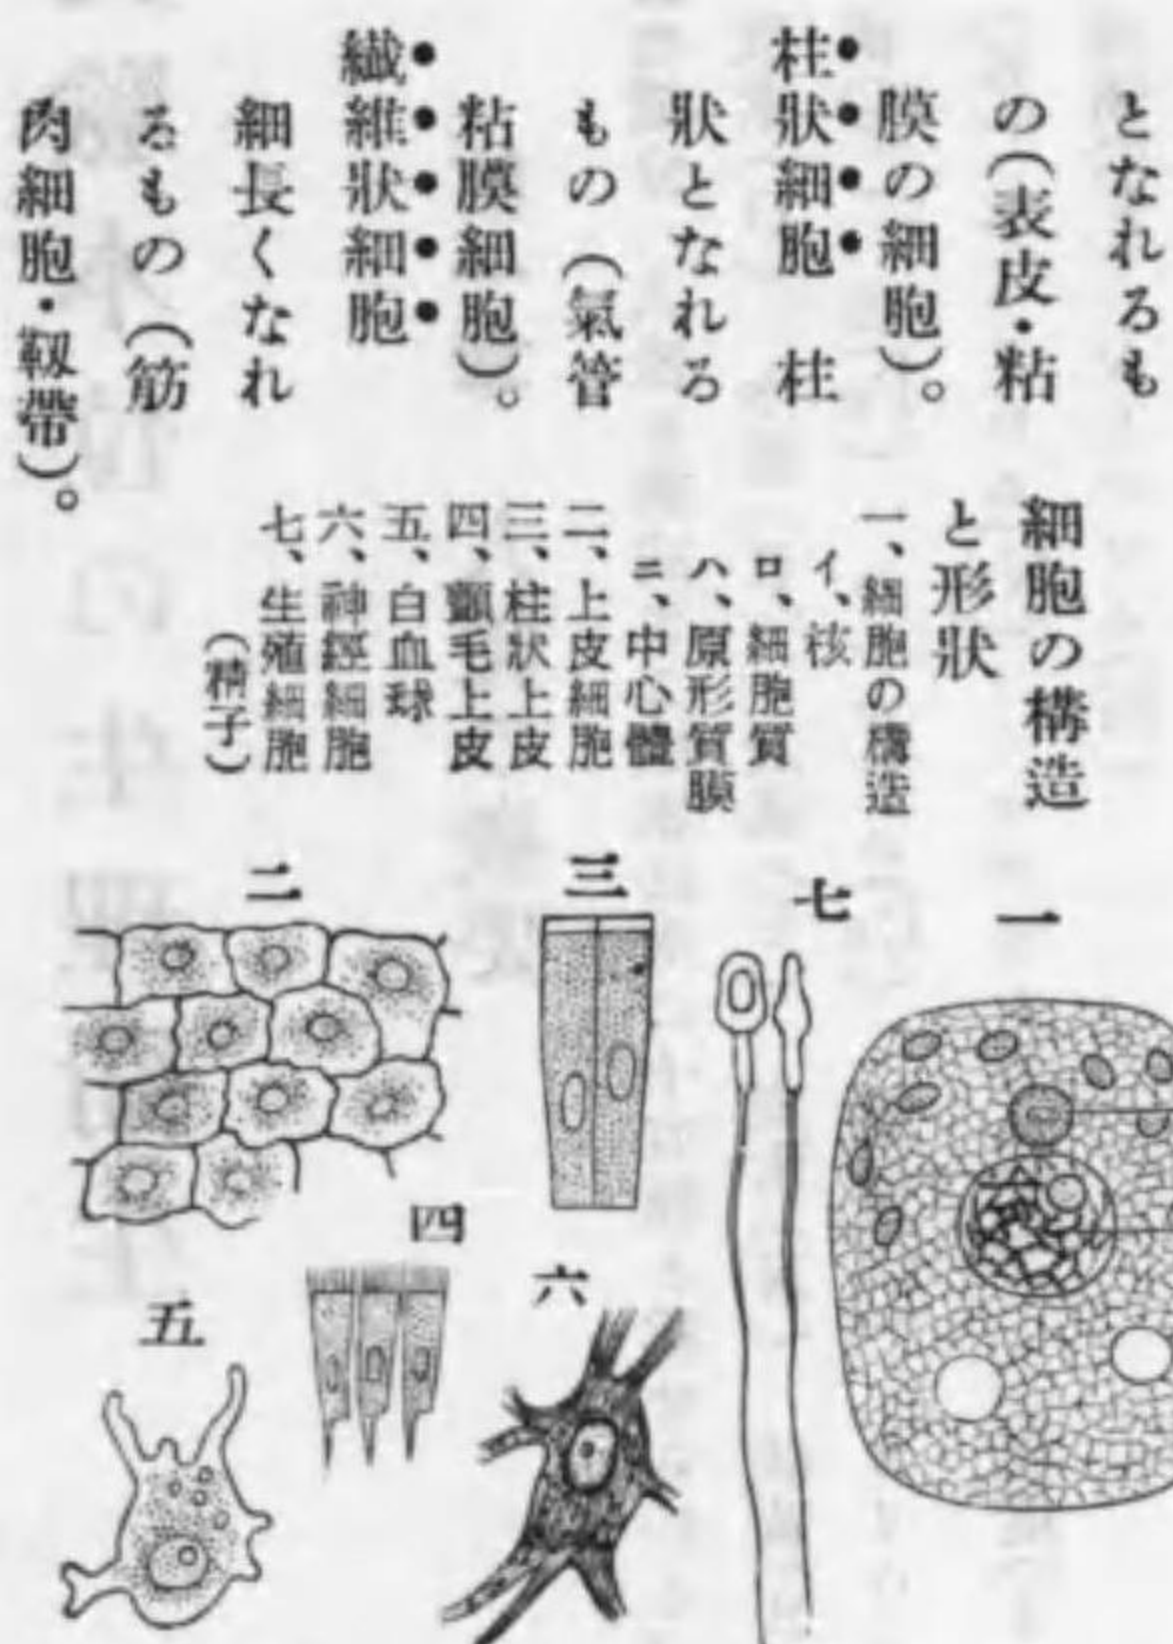 となれるも
の(表皮・粘
膜の細胞)。
柱狀細胞　柱
狀となれる
もの(氣管
粘膜細胞)。
纖維狀細胞
細長くなれ
るもの(筋
肉細胞・靱帶)。
細胞の構造
と形狀
一、細胞の構造
イ、核
ロ、細胞質
ハ、原形質膜
ニ、中心體
二、上皮細胞
三、柱狀上皮
四、顫毛上皮
五、白血球
六、神經細胞
七、生殖細胞
(精子)
一
七
三
二
四
六
五